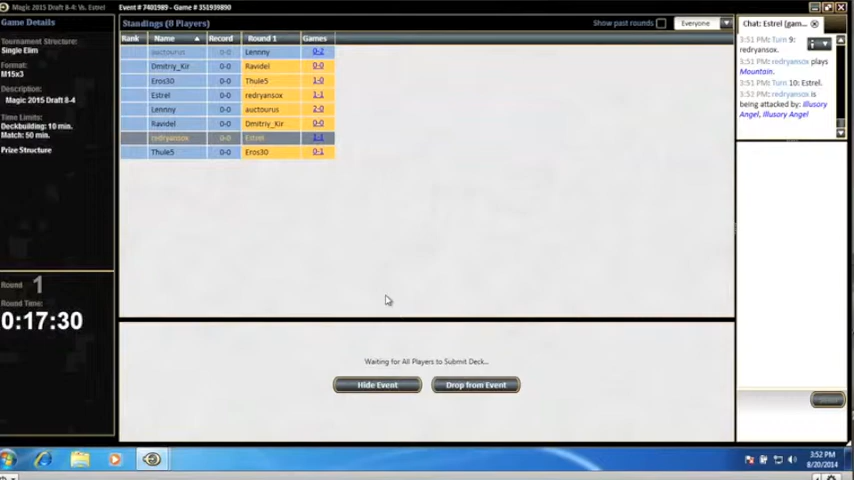 Magic 2015 Draft 8-4: Vs. Estrel Event # 7401989 - Game # 351939890
Game Details
Tournament Structure:
Single Elim
Format:
M15x3
Description:
Magic 2015 Draft 8-4
Time Limits:
Deckbuilding: 10 min.
Match: 50 min.
Prize Structure
Round 1
Round Time:
0:17:30
Standings (8 Players)
Show past rounds
Everyone
Rank Name Record Round 1 Games
auctourus 0-0 Lennny 0-2
Dmitriy_Kir 0-0 Ravidel 0-0
Eros30 0-0 Thule5 1-0
Estrel 0-0 redryansox 1-1
Lennny 0-0 auctourus 2-0
Ravidel 0-0 Dmitriy_Kir 0-0
redryansox 0-0 Estrel 1-1
Thule5 0-0 Eros30 0-1
Waiting for All Players to Submit Deck...
Hide Event Drop from Event
Chat: Estrel [gam...
3:51 PM: Turn 9:
redryansox.
3:51 PM: redryansox plays
Mountain.
3:51 PM: Turn 10: Estrel.
3:52 PM: redryansox is
being attacked by: Illusory
Angel, Illusory Angel
3:52 PM
8/20/2014